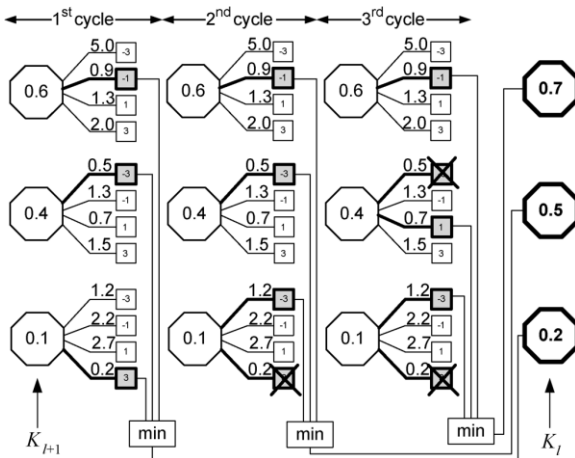 1st cycle 2nd cycle 3rd cycle
5.0 -3 5.0 -3 5.0 -3
0.9 -1 0.9 -1 0.9 -1
0.6 0.6 0.6 0.7
1.3 1 1.3 1 1.3 1
2.0 3 2.0 3 2.0 3
0.5 -3 0.5 -3 0.5
1.3 -1 1.3 -1 1.3 -1
0.4 0.4 0.4 0.5
0.7 1 0.7 1 0.7 1
1.5 3 1.5 3 1.5 3
1.2 -3 1.2 -3 1.2 -3
2.2 -1 2.2 -1 2.2 -1
0.1 0.1 0.1 0.2
2.7 1 2.7 1 2.7 1
0.2 3 0.2 0.2
min min min
Kl+1 Kl